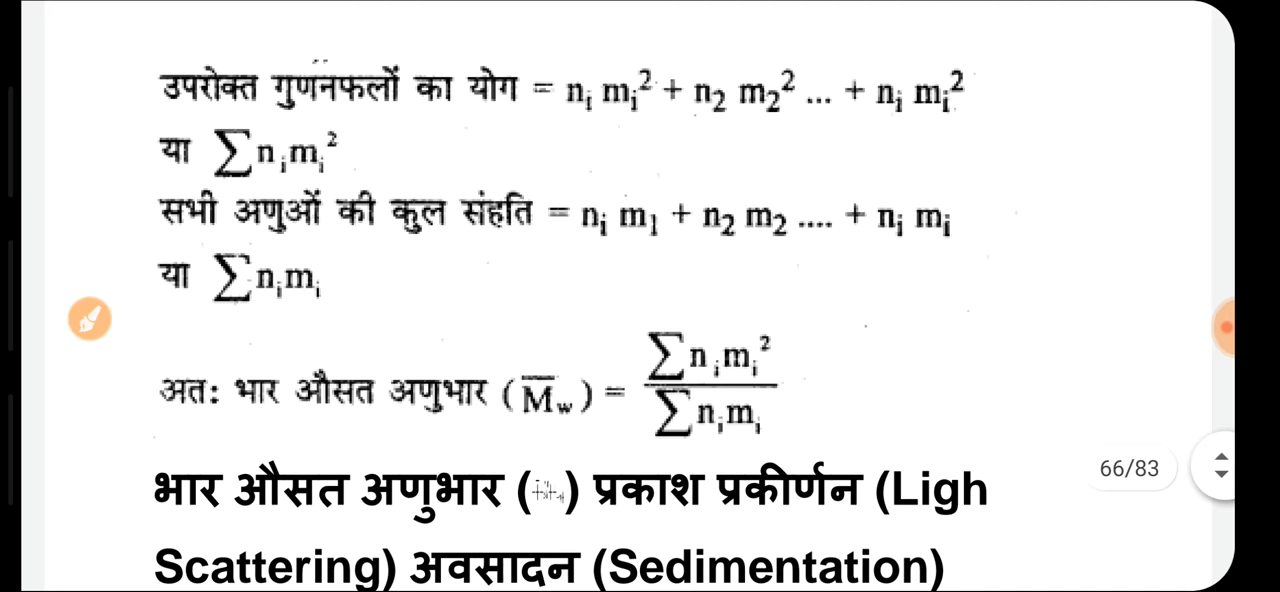 उपरोक्त गुणनफलों का योग = nᵢ mᵢ² + n₂ m₂² ... + nᵢ mᵢ²
या ∑nᵢmᵢ²
सभी अणुओं की कुल संहति = nᵢ m₁ + n₂ m₂ .... + nᵢ mᵢ
या ∑nᵢmᵢ
अतः भार औसत अणुभार ( M̅w ) = ∑nᵢmᵢ² / ∑nᵢmᵢ
66/83
भार औसत अणुभार () प्रकाश प्रकीर्णन (Ligh
Scattering) अवसादन (Sedimentation)